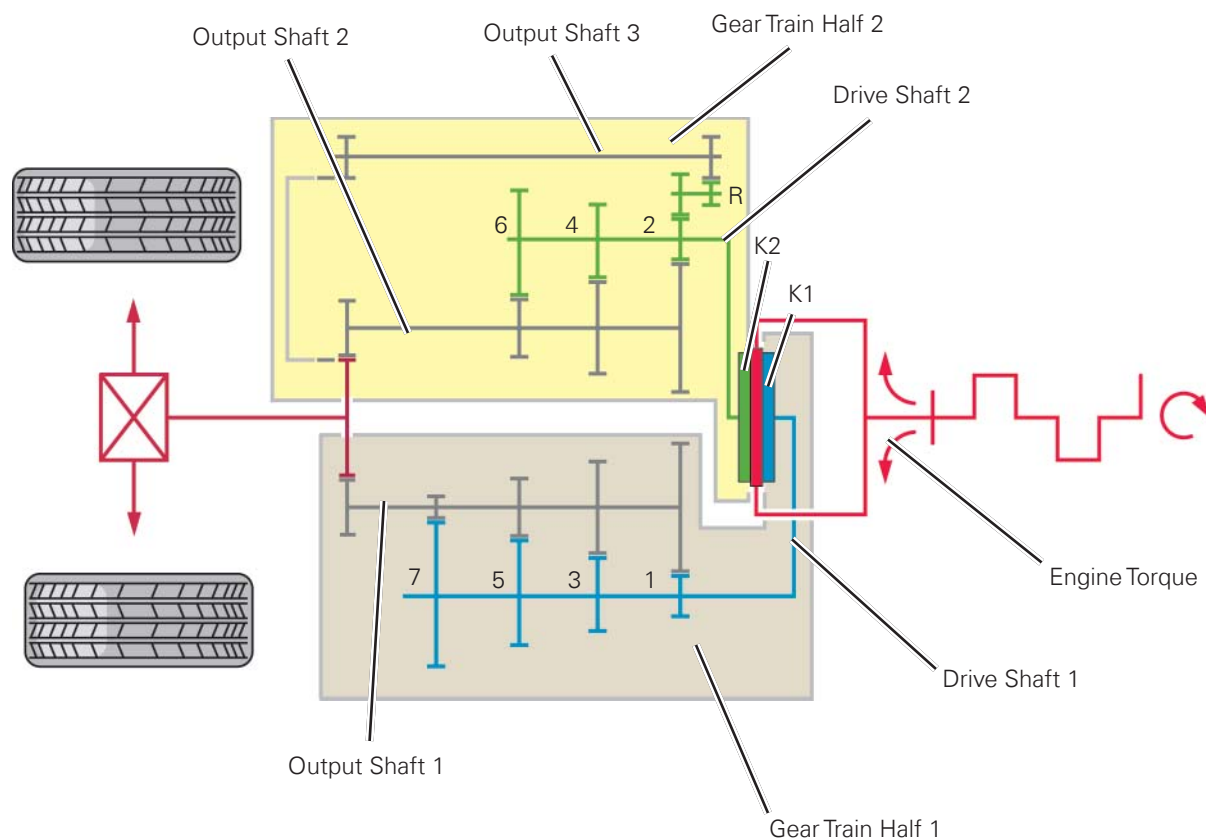 Gear Train Half 2
Output Shaft 3
Output Shaft 2
Drive Shaft 2
R
6
4
2
K2
K1
7
5
3
1
Engine Torque
Drive Shaft 1
Output Shaft 1
Gear Train Half 1